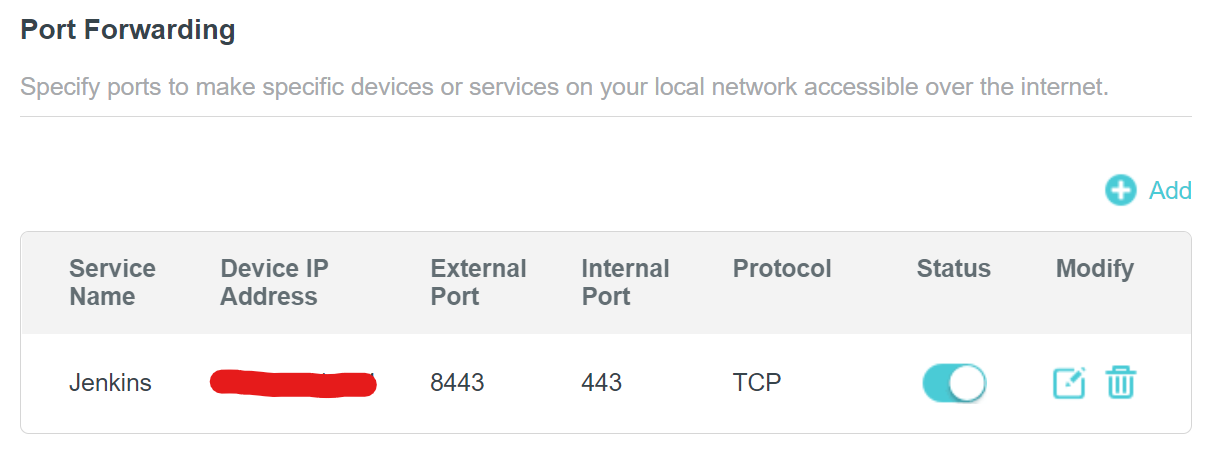 Port Forwarding
Specify ports to make specific devices or services on your local network accessible over the internet.
Add
Service Name Device IP Address External Port Internal Port Protocol Status Modify
Jenkins 8443 443 TCP